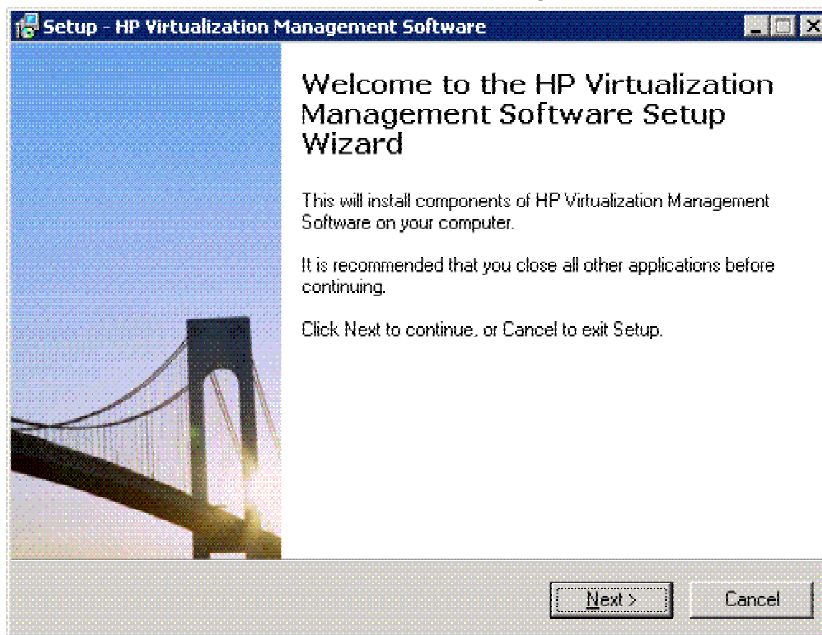 Setup - HP Virtualization Management Software
Welcome to the HP Virtualization
Management Software Setup
Wizard
This will install components of HP Virtualization Management
Software on your computer.
It is recommended that you close all other applications before
continuing.
Click Next to continue, or Cancel to exit Setup.
Next >
Cancel